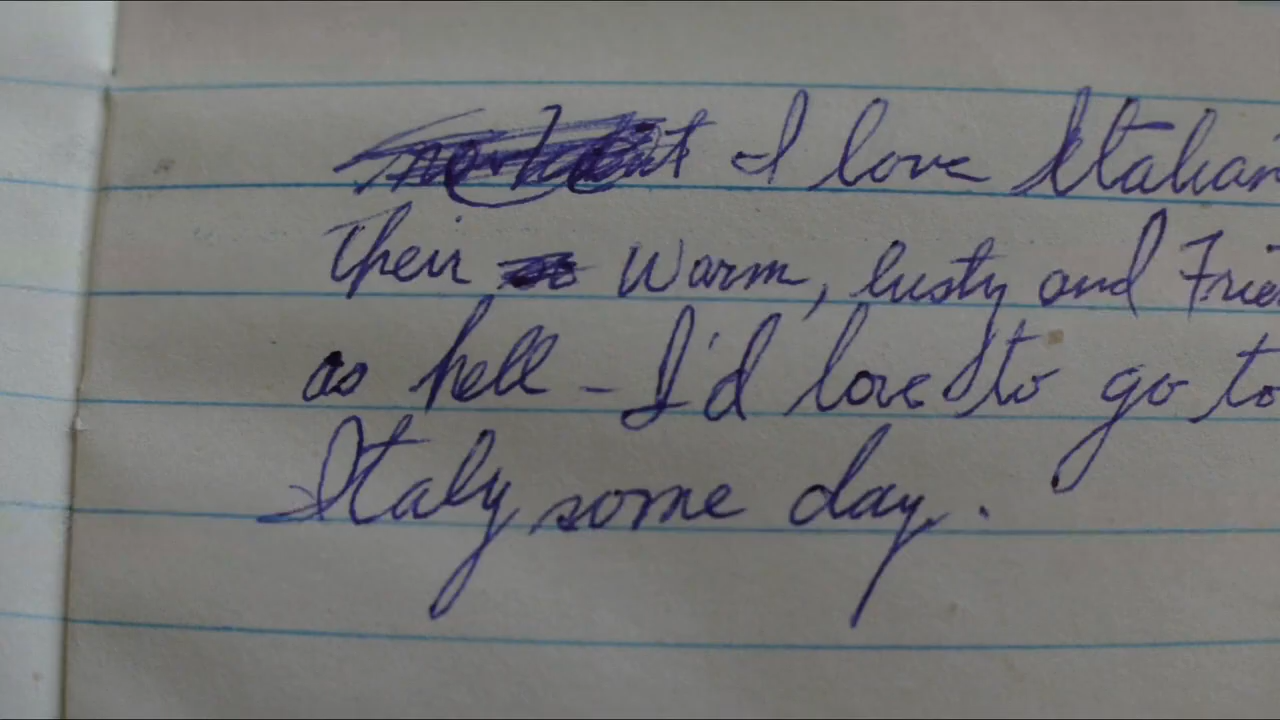 I love Italian
Their Warm, lusty and Frie
as hell - I'd love to go to
Italy some day.